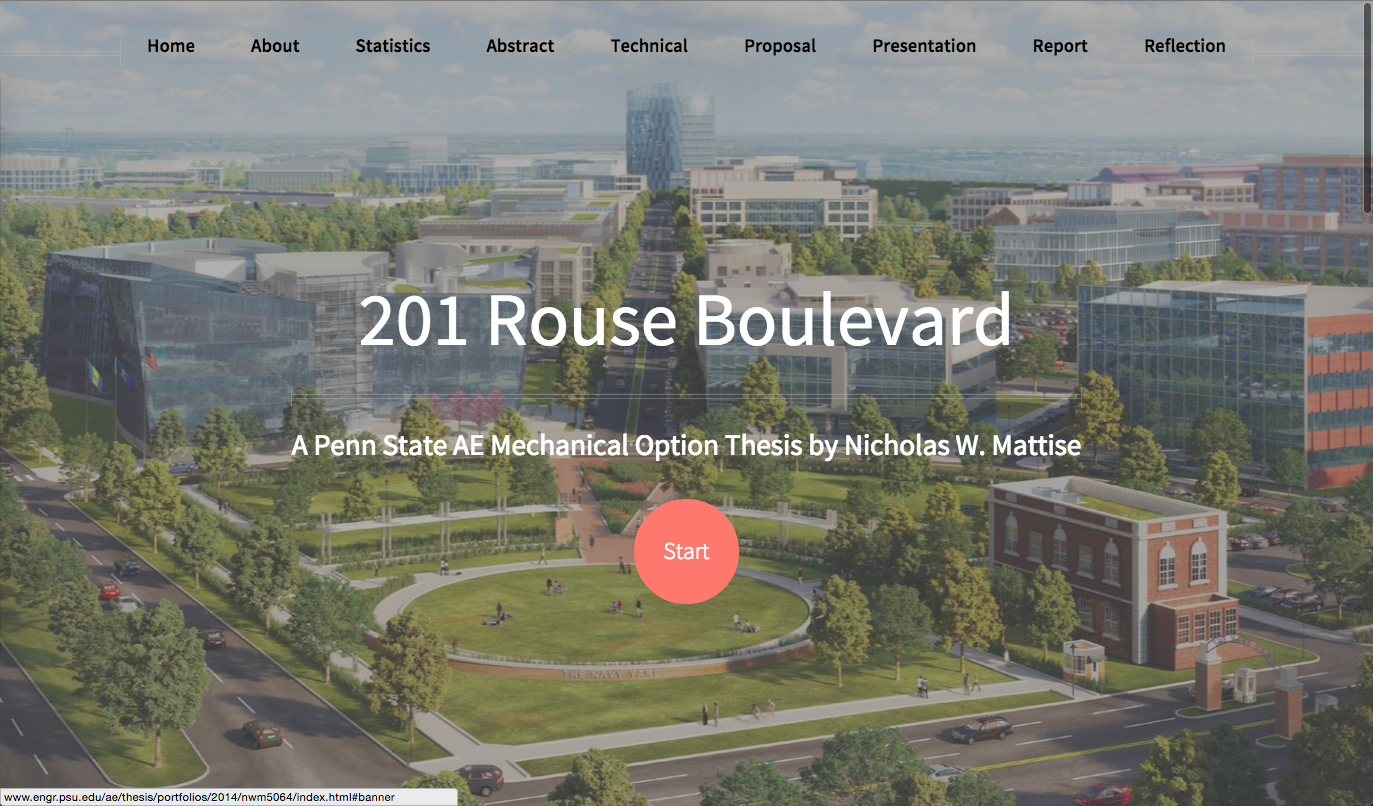 Home About Statistics Abstract Technical Proposal Presentation Report Reflection
201 Rouse Boulevard
A Penn State AE Mechanical Option Thesis by Nicholas W. Mattise
Start
THE NAVY YARD
www.engr.psu.edu/ae/thesis/portfolios/2014/nwm5064/index.html#banner